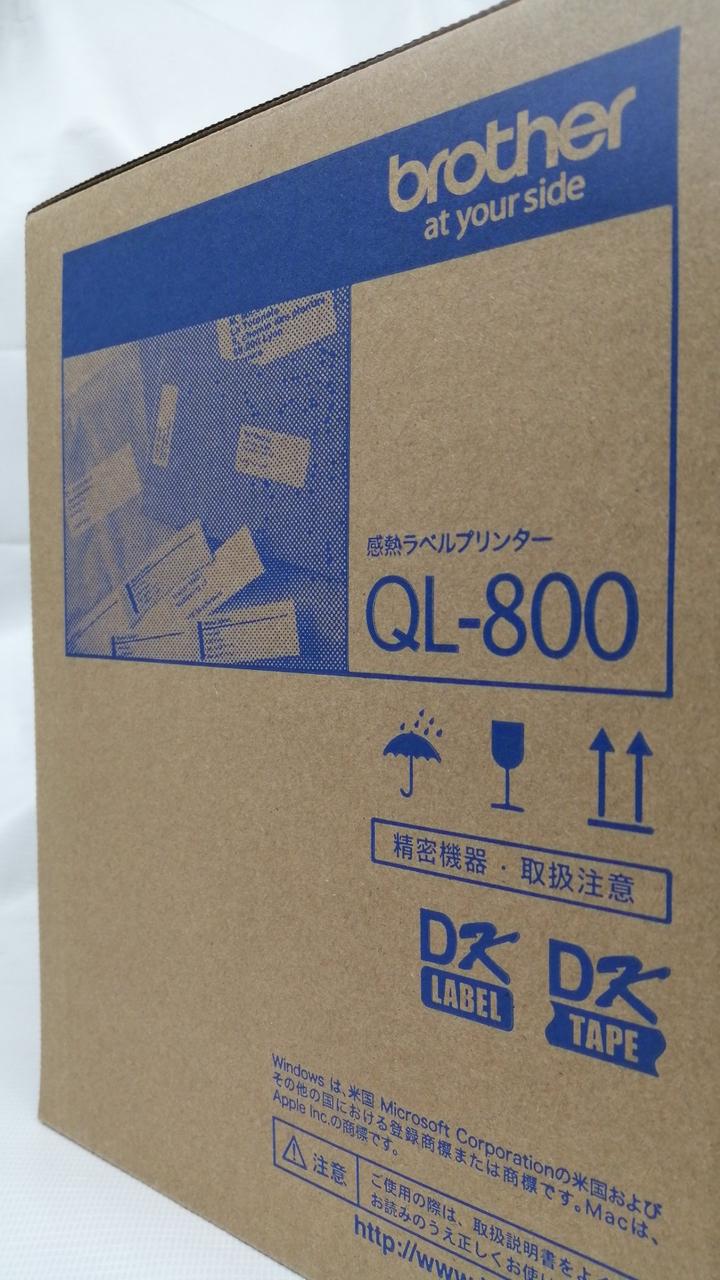 brother
at your side
brother
感熱ラベルプリンター
QL-800
精密機器・取扱注意
DK
LABEL
DK
TAPE
Windows は、米国 Microsoft Corporationの米国および
その他の国における登録商標または商標です。Macは、
Apple Inc.の商標です。
注意
ご使用の際は、取扱説明書をよ
お読みのうえ正しくお使い
http://www.